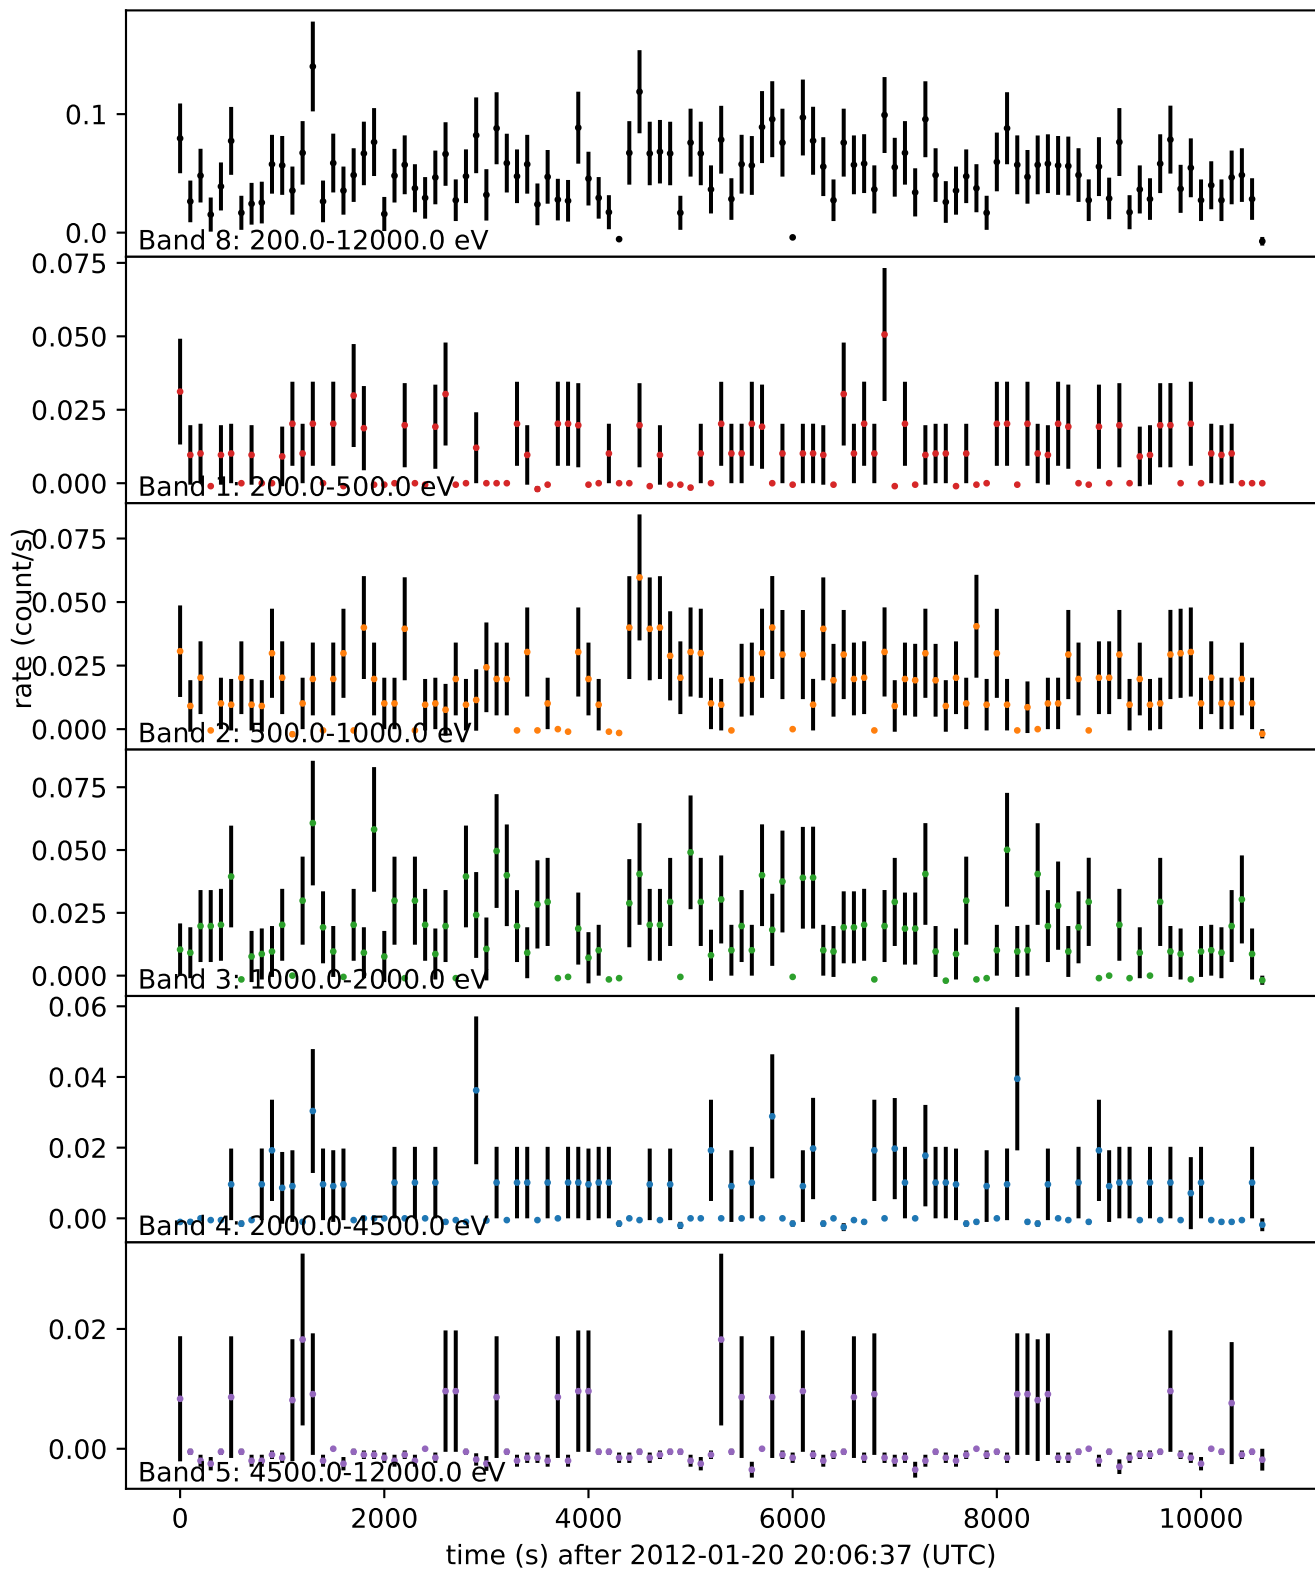 0.1
0.0
Band 8: 200.0-12000.0 eV
0.075
0.050
0.025
0.000
Band 1: 200.0-500.0 eV
rate (count/s)
0.075
0.050
0.025
0.000
Band 2: 500.0-1000.0 eV
0.075
0.050
0.025
0.000
Band 3: 1000.0-2000.0 eV
0.06
0.04
0.02
0.00
Band 4: 2000.0-4500.0 eV
0.02
0.00
Band 5: 4500.0-12000.0 eV
0 2000 4000 6000 8000 10000
time (s) after 2012-01-20 20:06:37 (UTC)